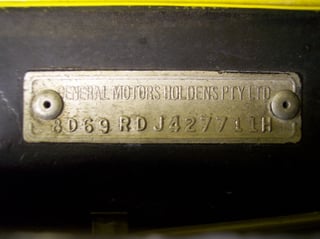 GENERAL MOTORS HOLDENS PTY LTD
8D69RDJ427711H